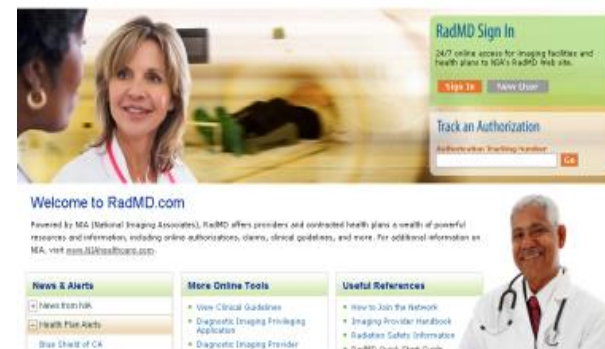 RadMD Sign In
24/7 online access for imaging facilities and
health plans to NIA's RadMD Web site.
Sign In New User
Track an Authorization
Authorization Tracking Number
Go
Welcome to RadMD.com
Powered by NIA (National Imaging Associates), RadMD offers providers and contracted health plans a wealth of powerful
resources and information, including online authorizations, claims, clinical guidelines, and more. For additional information on
NIA, visit www.NIAhealthcare.com.
News & Alerts
News from NIA
Health Plan Alerts
Blue Shield of CA
More Online Tools
View Clinical Guidelines
Diagnostic Imaging Privileging
Application
Diagnostic Imaging Provider
Useful References
How to Join the Network
Imaging Provider Handbook
Radiation Safety Information
RadMD Quick Start Guide